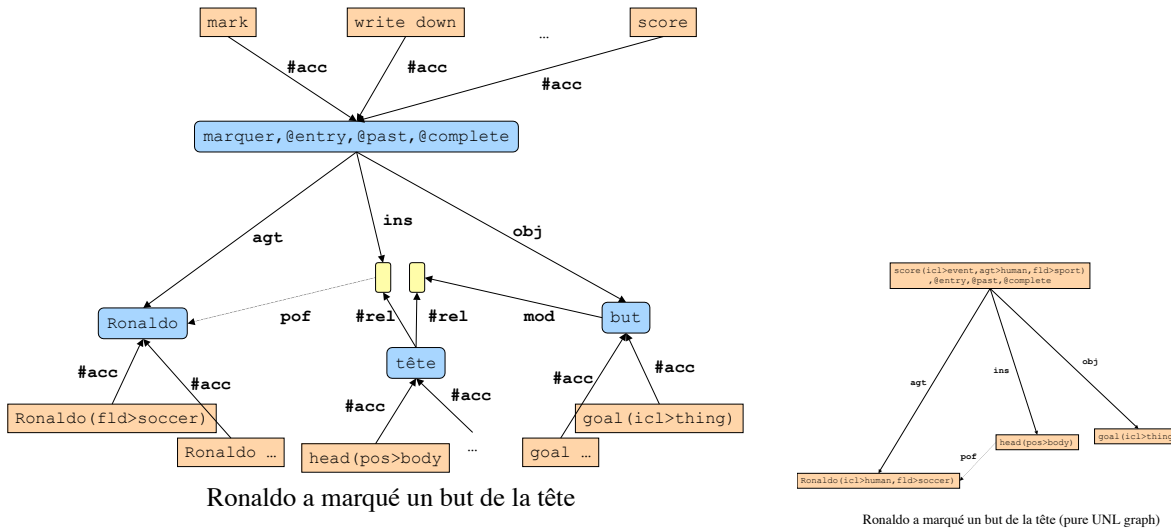 mark
write down
…
score
#acc
#acc
#acc
marquer,@entry,@past,@complete
agt
ins
obj
Ronaldo
pof
#rel
#rel
mod
but
tête
#acc
#acc
#acc
#acc
#acc
#acc
Ronaldo(fld>soccer)
Ronaldo …
head(pos>body
…
goal …
goal(icl>thing)
Ronaldo a marqué un but de la tête
score(icl>event,agt>human,fld>sport)
,@entry,@past,@complete
agt
ins
obj
head(pos>body)
goal(icl>thing
pof
Ronaldo(icl>human,fld>soccer)
Ronaldo a marqué un but de la tête (pure UNL graph)